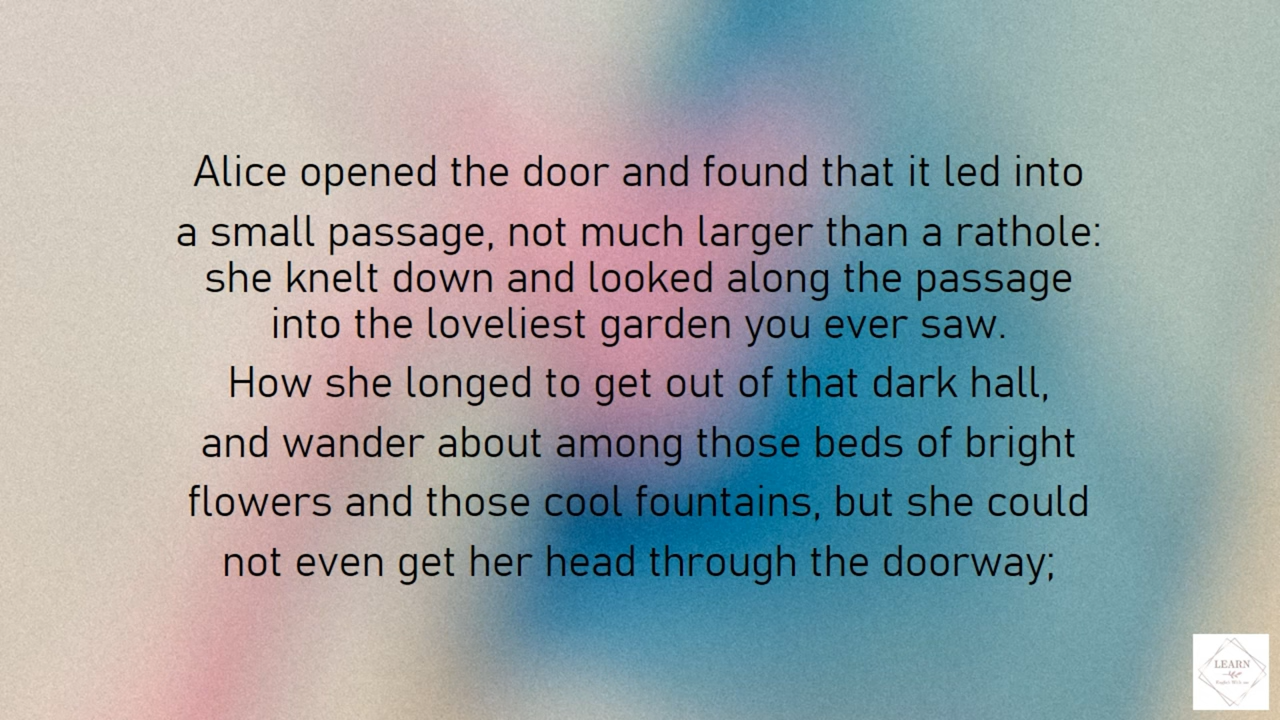 Alice opened the door and found that it led into
a small passage, not much larger than a rathole:
she knelt down and looked along the passage
into the loveliest garden you ever saw.
How she longed to get out of that dark hall,
and wander about among those beds of bright
flowers and those cool fountains, but she could
not even get her head through the doorway;
LEARN